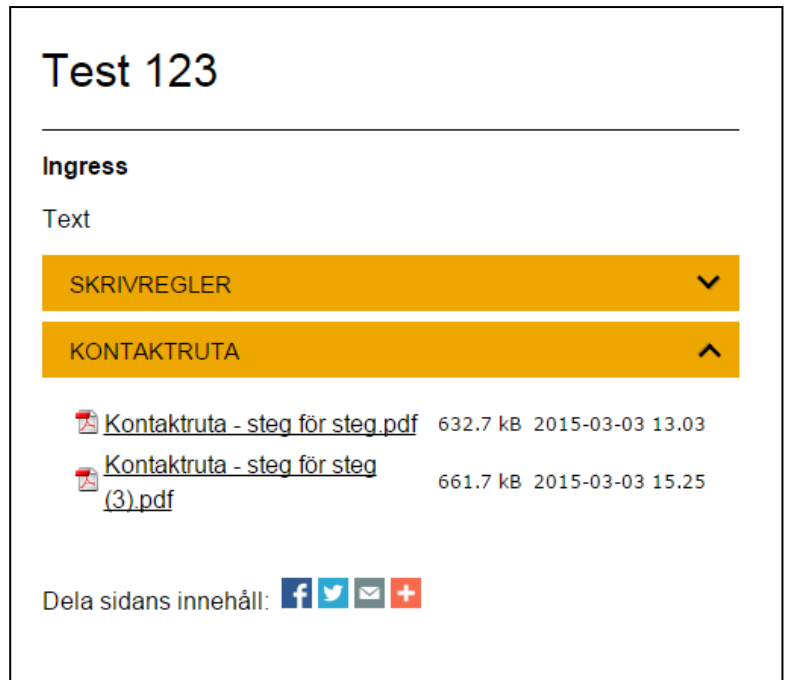 Test 123
Ingress
Text
SKRIVREGLER
KONTAKTRUTA
Kontaktruta - steg för steg.pdf 632.7 kB 2015-03-03 13.03
Kontaktruta - steg för steg
(3).pdf 661.7 kB 2015-03-03 15.25
Dela sidans innehåll: